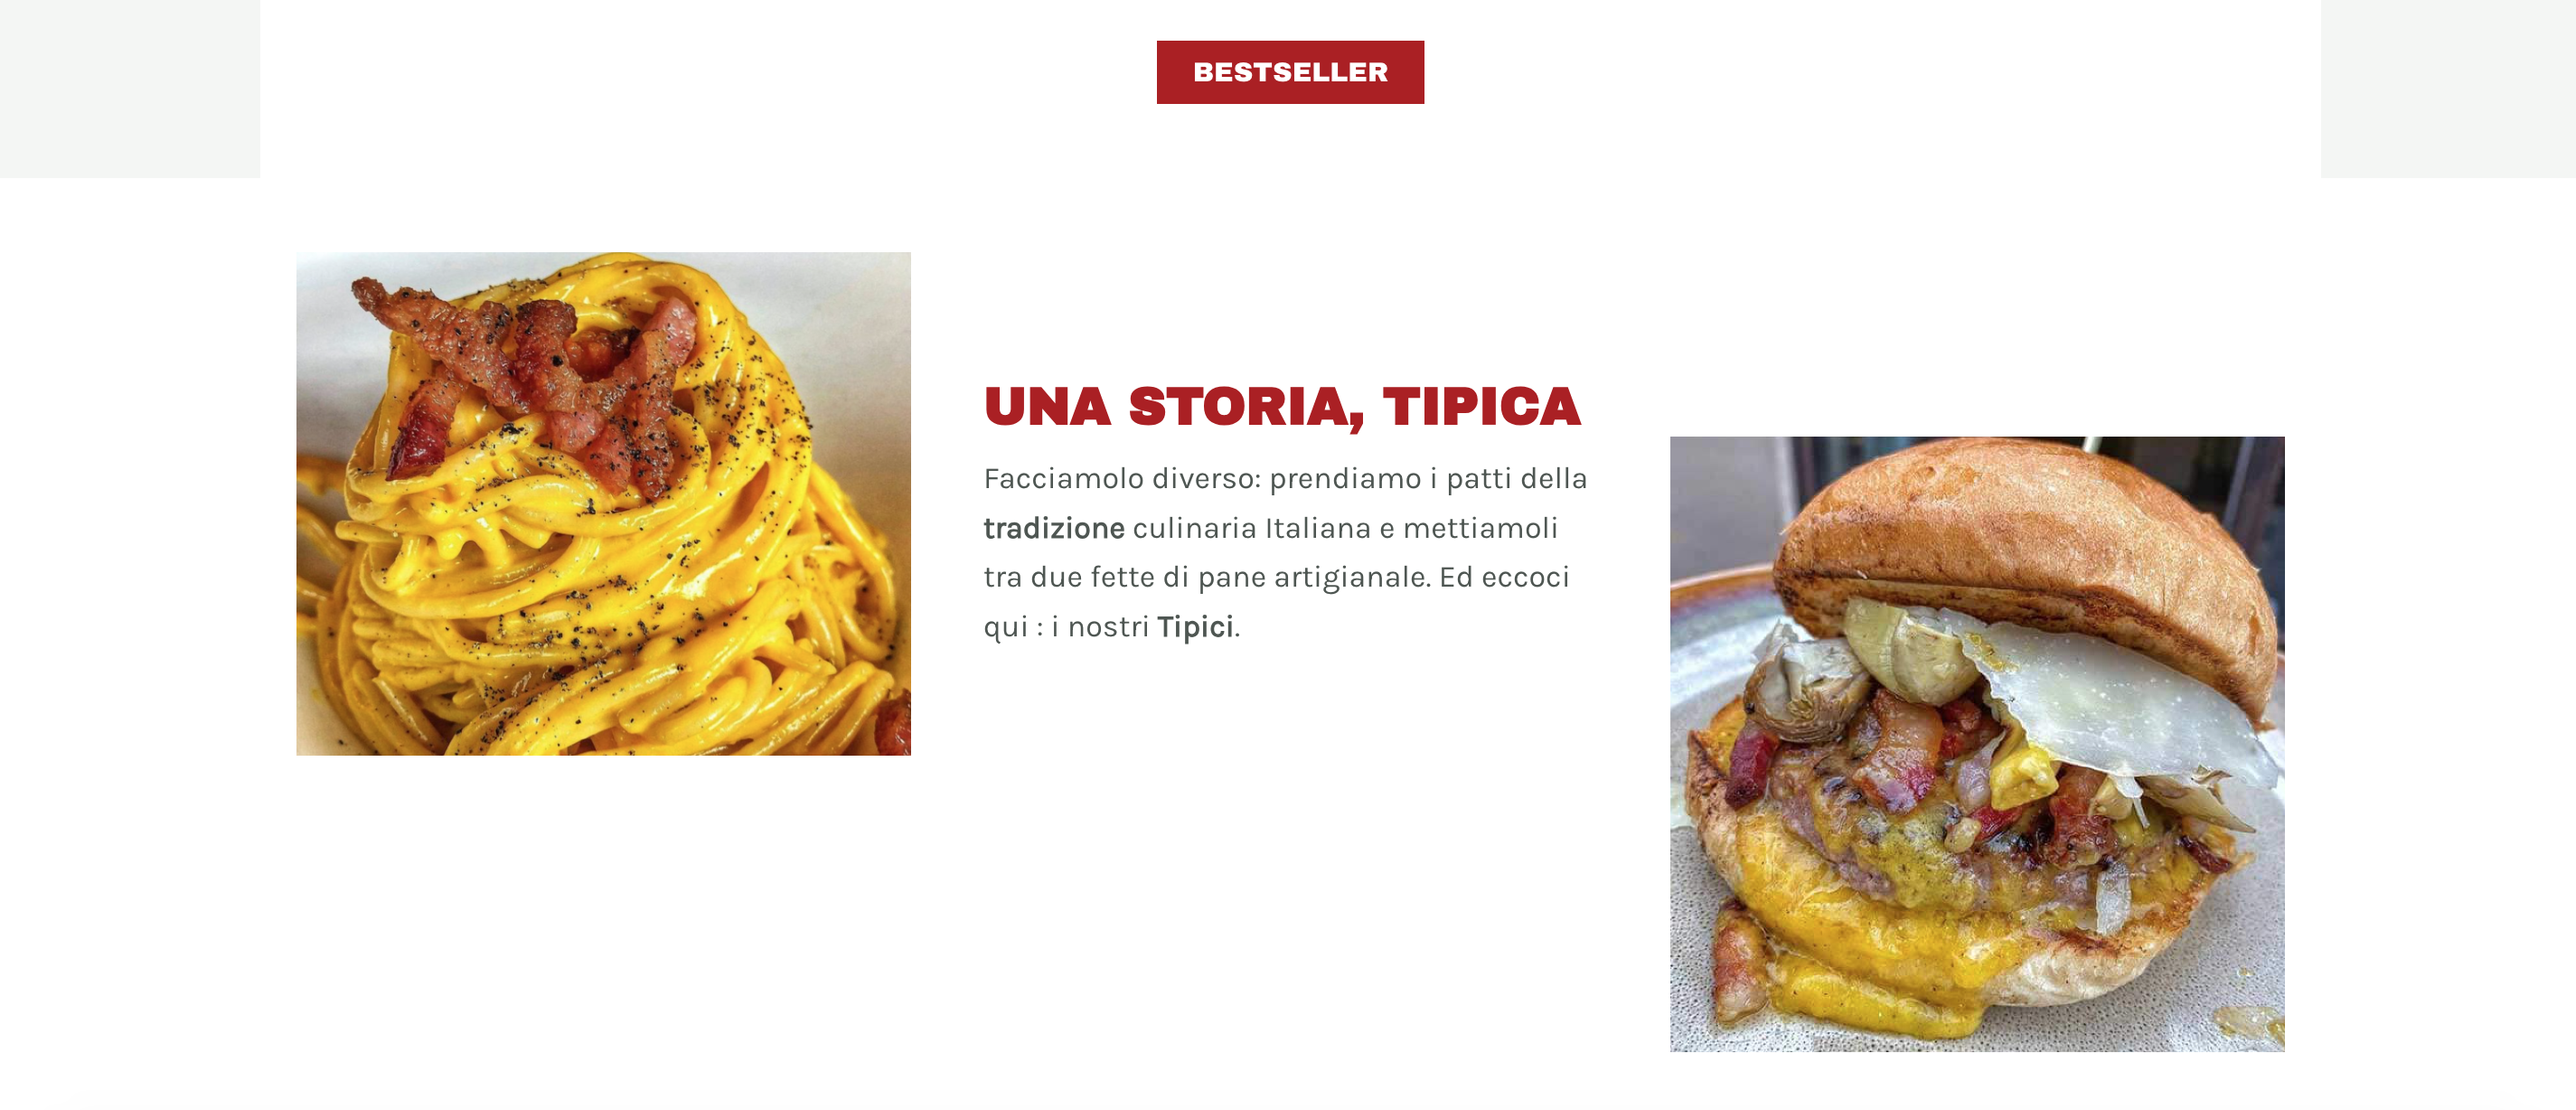 BESTSELLER
UNA STORIA, TIPICA
Facciamolo diverso: prendiamo i patti della
tradizione culinaria Italiana e mettiamoli
tra due fette di pane artigianale. Ed eccoci
qui : i nostri Tipici.